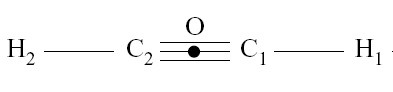 O
H₂ C₂ C₁ H₁